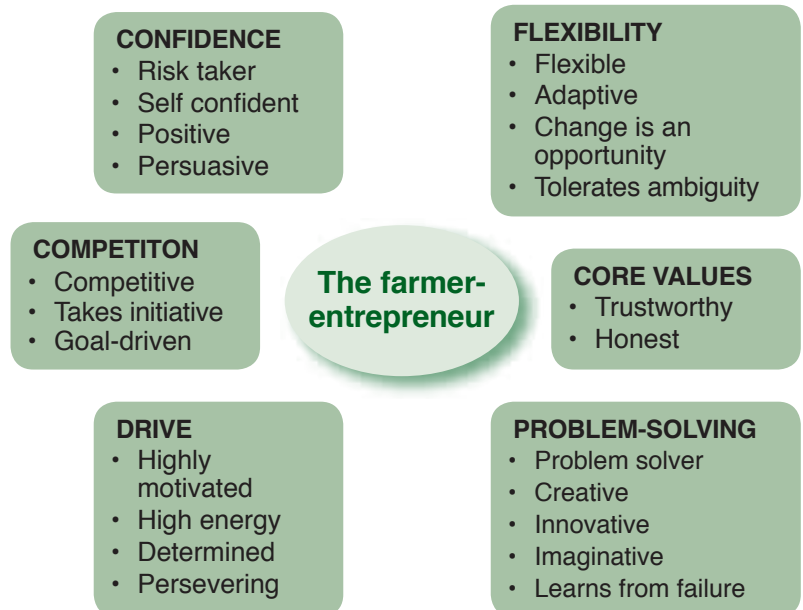 CONFIDENCE
• Risk taker
• Self confident
• Positive
• Persuasive
FLEXIBILITY
• Flexible
• Adaptive
• Change is an
opportunity
• Tolerates ambiguity
COMPETITON
• Competitive
• Takes initiative
• Goal-driven
The farmer-
entrepreneur
CORE VALUES
• Trustworthy
• Honest
DRIVE
• Highly
motivated
• High energy
• Determined
• Persevering
PROBLEM-SOLVING
• Problem solver
• Creative
• Innovative
• Imaginative
• Learns from failure